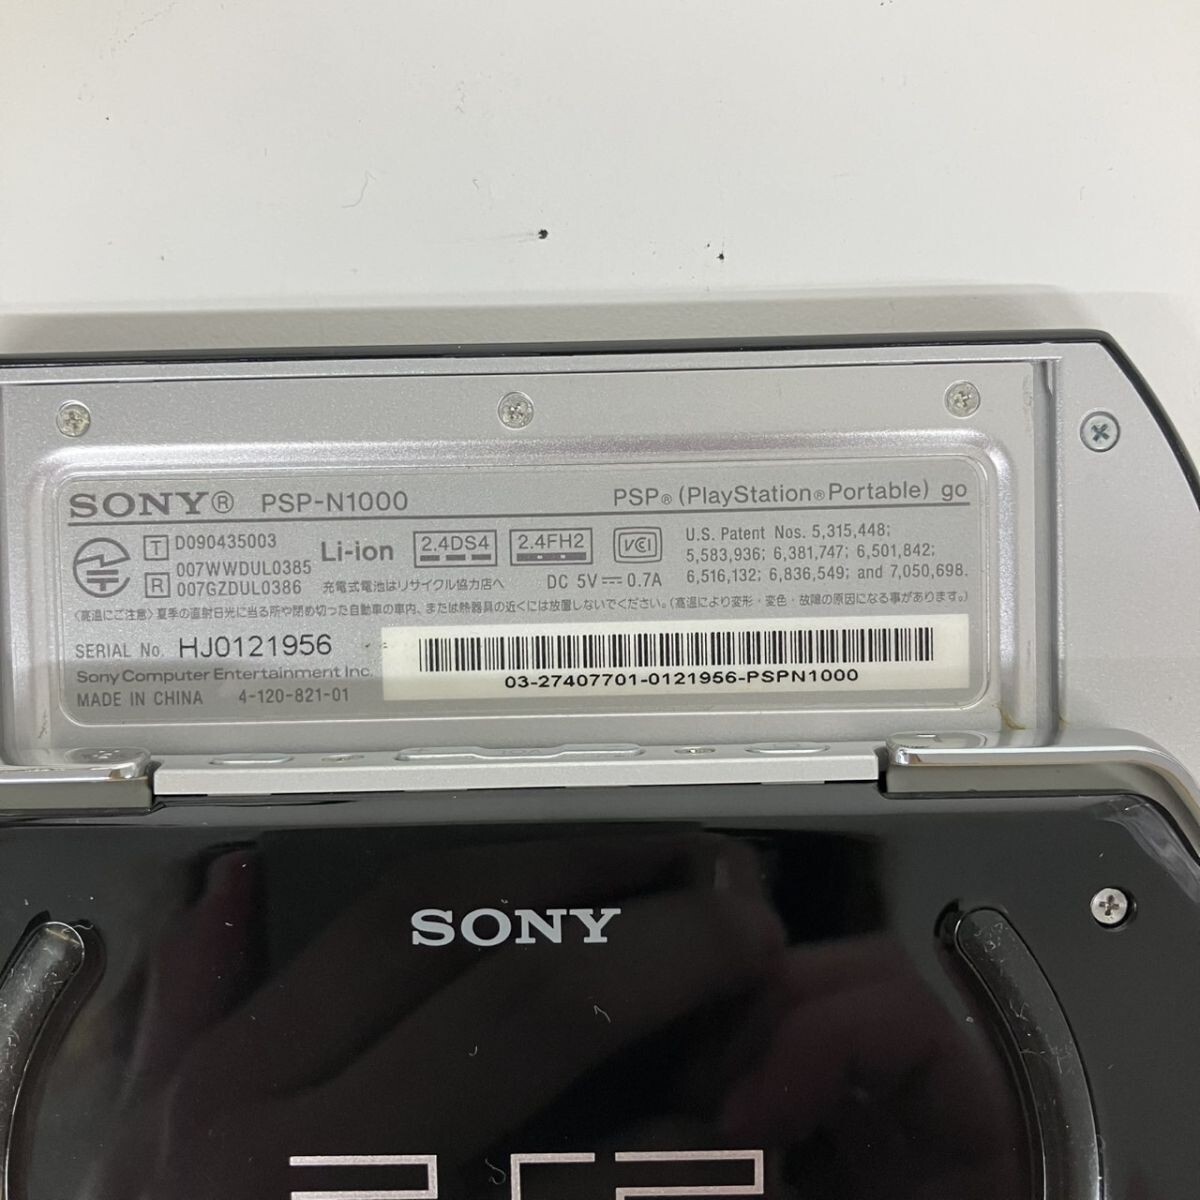 SONY® PSP-N1000 PSP® (PlayStation®Portable) go
T D090435003
007WWDUL0385
R 007GZDUL0386
Li-ion 2.4DS4 2.4FH2 VCCI
充電式電池はリサイクル協力店へ DC 5V⎓0.7A
U.S. Patent Nos. 5,315,448;
5,583,936; 6,381,747; 6,501,842;
6,516,132; 6,836,549; and 7,050,698.
〈高温にご注意〉夏季の直射日光に当る所や閉め切った自動車の車内、または熱器具の近くには放置しないでください。(高温により変形・変色・故障の原因になる事があります。)
SERIAL No. HJ0121956
Sony Computer Entertainment Inc.
MADE IN CHINA 4-120-821-01
03-27407701-0121956-PSPN1000
SONY
PSP